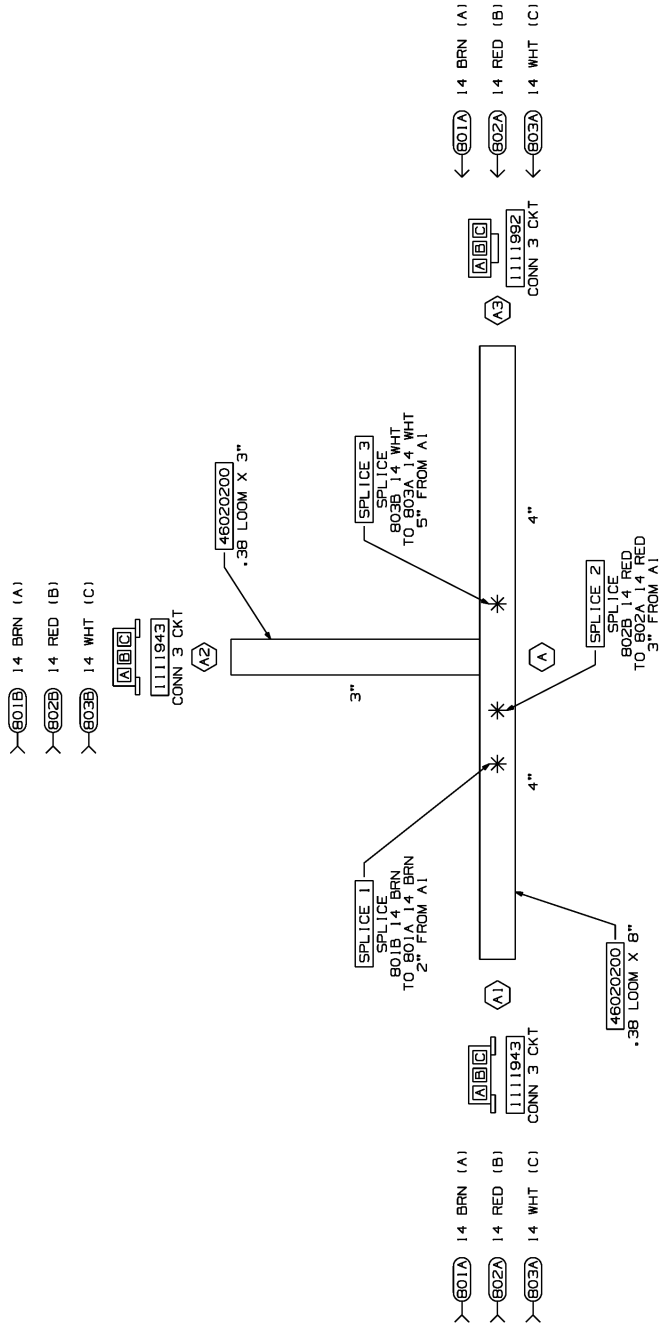 801B 14 BRN (A)
802B 14 RED (B)
803B 14 WHT (C)
A B C
1111943
CONN 3 CKT
A2
46020200
.38 LOOM X 3"
3"
SPLICE 1
SPLICE
801B 14 BRN
TO 801A 14 BRN
2" FROM A1
SPLICE 3
SPLICE
803B 14 WHT
TO 803A 14 WHT
5" FROM A1
801A 14 BRN (A)
802A 14 RED (B)
803A 14 WHT (C)
A B C
1111943
CONN 3 CKT
A1
4"
A
4"
A3
A B C
1111992
CONN 3 CKT
801A 14 BRN (A)
802A 14 RED (B)
803A 14 WHT (C)
46020200
.38 LOOM X 8"
SPLICE 2
SPLICE
802B 14 RED
TO 802A 14 RED
3" FROM A1